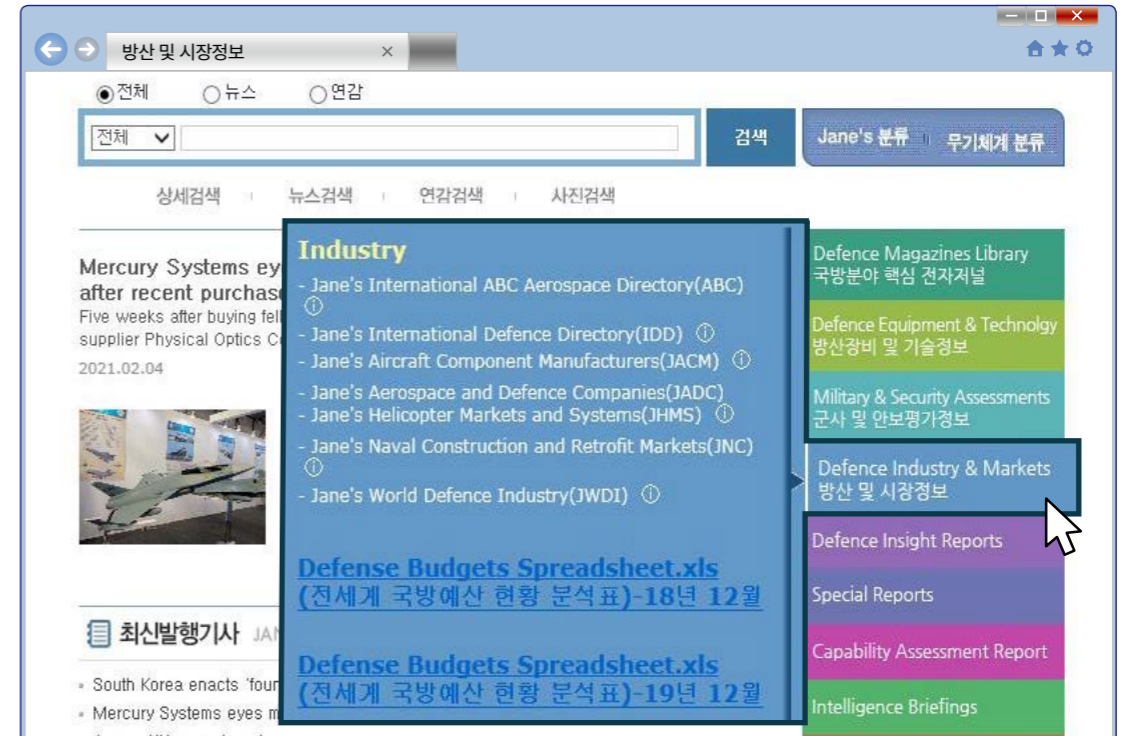 방산 및 시장정보
전체 뉴스 연감
전체 검색 Jane's 분류 무기체계 분류
상세검색 뉴스검색 연감검색 사진검색
Mercury Systems ey
after recent purchas
Five weeks after buying fell
supplier Physical Optics C
2021.02.04
Industry
- Jane's International ABC Aerospace Directory(ABC)
- Jane's International Defence Directory(IDD)
- Jane's Aircraft Component Manufacturers(JACM)
- Jane's Aerospace and Defence Companies(JADC)
- Jane's Helicopter Markets and Systems(JHMS)
- Jane's Naval Construction and Retrofit Markets(JNC)
- Jane's World Defence Industry(JWDI)
Defense Budgets Spreadsheet.xls
(전세계 국방예산 현황 분석표)-18년 12월
Defense Budgets Spreadsheet.xls
(전세계 국방예산 현황 분석표)-19년 12월
Defence Magazines Library
국방분야 핵심 전자저널
Defence Equipment & Technolgy
방산장비 및 기술정보
Military & Security Assessments
군사 및 안보평가정보
Defence Industry & Markets
방산 및 시장정보
Defence Insight Reports
Special Reports
Capability Assessment Report
Intelligence Briefings
최신발행기사 JAN
South Korea enacts 'four
Mercury Systems eyes m